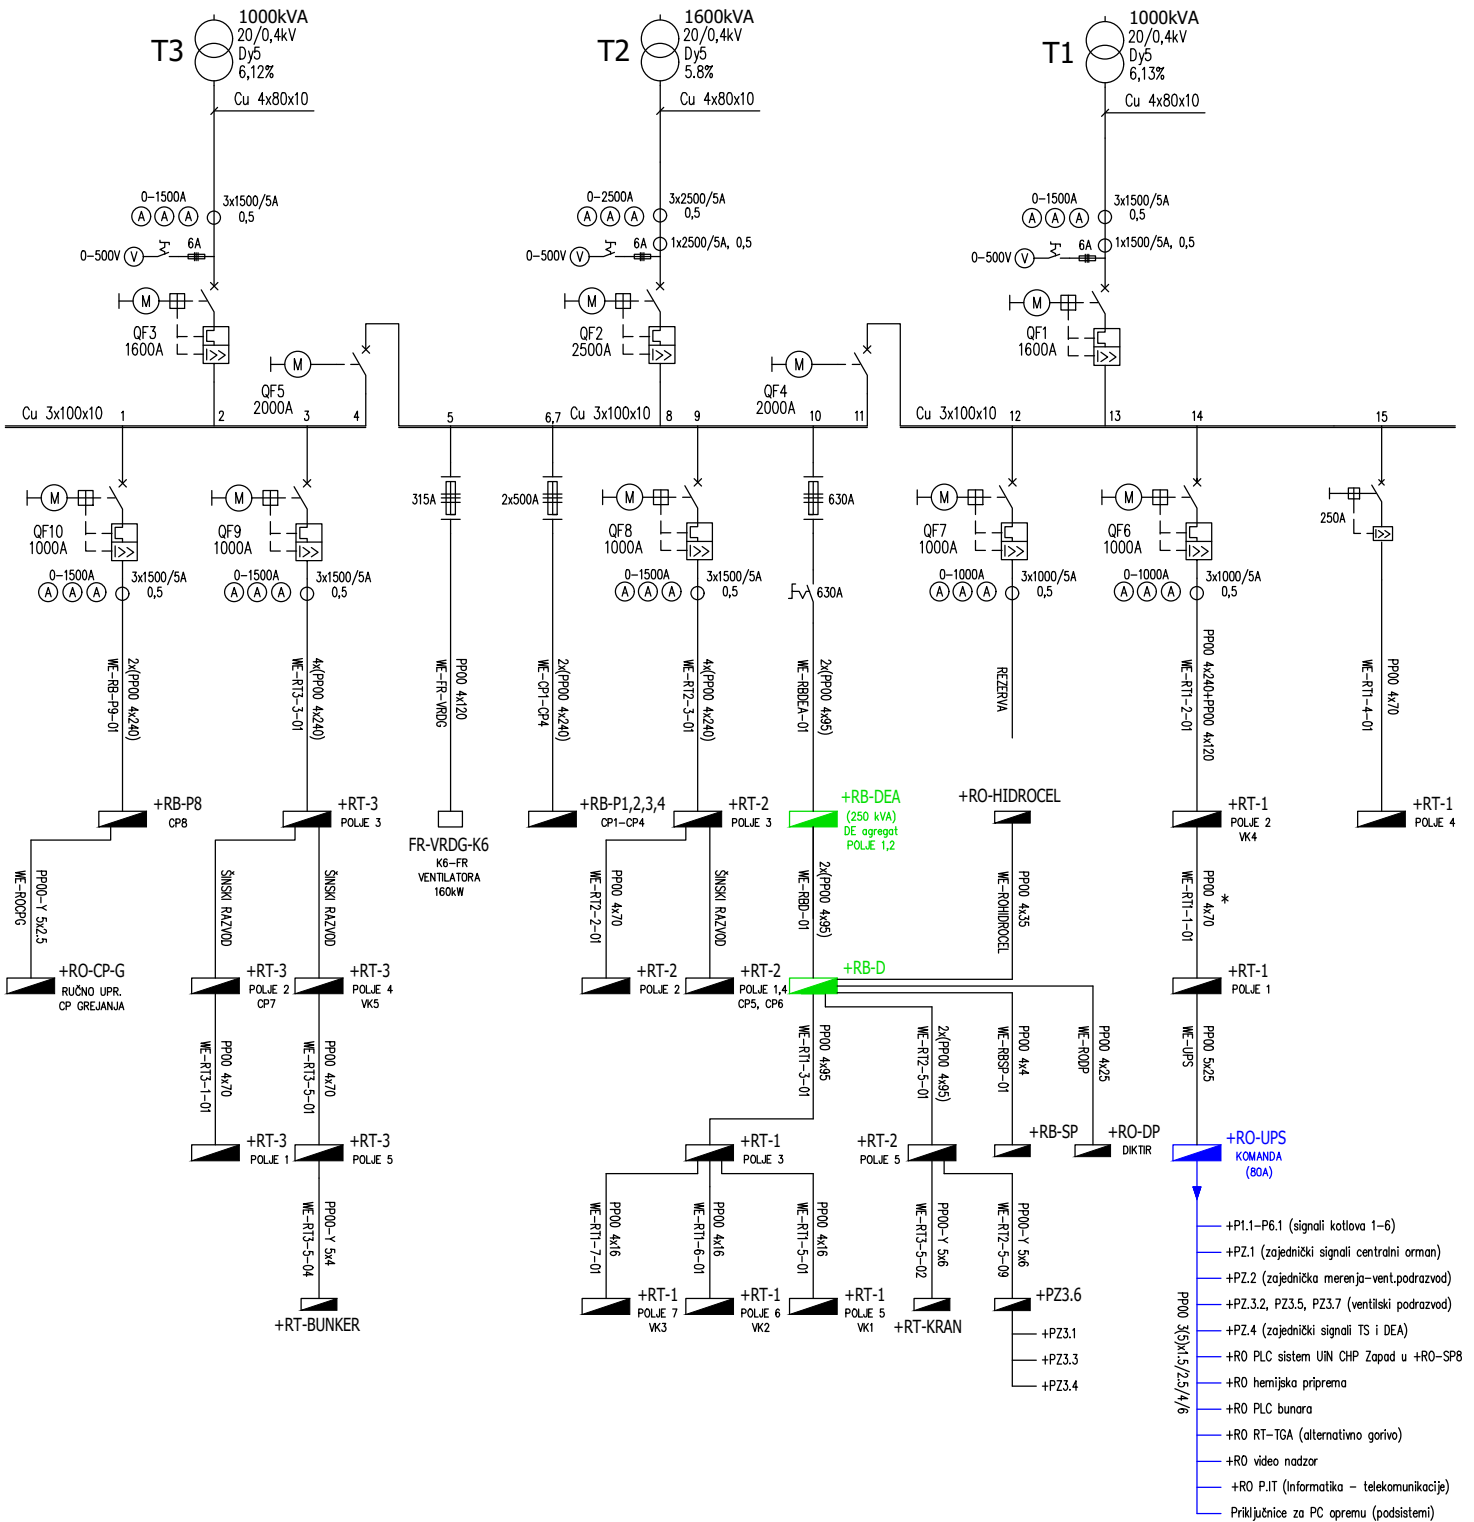 T3
1000kVA
20/0,4kV
Dy5
6,12%
Cu 4x80x10
T2
1600kVA
20/0,4kV
Dy5
5.8%
Cu 4x80x10
T1
1000kVA
20/0,4kV
Dy5
6,13%
Cu 4x80x10
0-1500A
A A A
3x1500/5A
0,5
0-500V V
6A
M
QF3
1600A
I>>
0-2500A
A A A
3x2500/5A
0,5
1x2500/5A, 0,5
0-500V V
6A
M
QF2
2500A
I>>
0-1500A
A A A
3x1500/5A
0,5
1x1500/5A, 0,5
0-500V V
6A
M
QF1
1600A
I>>
M
QF5
2000A
M
QF4
2000A
Cu 3x100x10 1 2 3 4 5 6,7 Cu 3x100x10 8 9 10 11 Cu 3x100x10 12 13 14 15
M
QF10
1000A
I>>
0-1500A
A A A
3x1500/5A
0,5
M
QF9
1000A
I>>
0-1500A
A A A
3x1500/5A
0,5
315A
2x500A
M
QF8
1000A
I>>
0-1500A
A A A
3x1500/5A
0,5
630A
630A
M
QF7
1000A
I>>
0-1000A
A A A
3x1000/5A
0,5
M
QF6
1000A
I>>
0-1000A
A A A
3x1000/5A
0,5
250A
I>>
2x(PP00 4x240)
WE-RB-P9-01
4x(PP00 4x240)
WE-RT3-3-01
PP00 4x120
WE-FR-VRDG
2x(PP00 4x240)
WE-CP1-CP4
4x(PP00 4x240)
WE-RT2-3-01
2x(PP00 4x95)
WE-RBDEA-01
REZERVA
PP00 4x240+PP00 4x120
WE-RT1-2-01
PP00 4x70
WE-RT1-4-01
+RB-P8
CP8
+RT-3
POLJE 3
FR-VRDG-K6
K6-FR
VENTILATORA
160kW
+RB-P1,2,3,4
CP1-CP4
+RT-2
POLJE 3
+RB-DEA
(250 kVA)
DE agregat
POLJE 1,2
+RO-HIDROCEL
+RT-1
POLJE 2
VK4
+RT-1
POLJE 4
PP00-Y 5x2.5
WE-ROCPG
ŠINSKI RAZVOD
ŠINSKI RAZVOD
PP00 4x70
WE-RT2-2-01
ŠINSKI RAZVOD
2x(PP00 4x95)
WE-RBD-01
PP00 4x35
WE-ROHIDROCEL
PP00 4x70
WE-RT1-1-01
*
+RO-CP-G
RUČNO UPR.
CP GREJANJA
+RT-3
POLJE 2
CP7
+RT-3
POLJE 4
VK5
+RT-2
POLJE 2
+RT-2
POLJE 1,4
CP5, CP6
+RB-D
+RT-1
POLJE 1
PP00 4x70
WE-RT3-1-01
PP00 4x70
WE-RT3-5-01
PP00 4x95
WE-RT1-3-01
2x(PP00 4x95)
WE-RT2-5-01
PP00 4x4
WE-RBSP-01
PP00 4x25
WE-RODP
PP00 5x25
WE-UPS
+RT-3
POLJE 1
+RT-3
POLJE 5
+RT-1
POLJE 3
+RT-2
POLJE 5
+RB-SP
+RO-DP
DIKTIR
+RO-UPS
KOMANDA
(80A)
PP00-Y 5x4
WE-RT3-5-04
PP00 4x16
WE-RT1-7-01
PP00 4x16
WE-RT1-6-01
PP00 4x16
WE-RT1-5-01
PP00-Y 5x6
WE-RT3-5-02
PP00-Y 5x6
WE-RT2-5-09
+RT-BUNKER
+RT-1
POLJE 7
VK3
+RT-1
POLJE 6
VK2
+RT-1
POLJE 5
VK1
+RT-KRAN
+PZ3.6
+PZ3.1
+PZ3.3
+PZ3.4
PP00 3(5)x1.5/2.5/4/6
+P1.1-P6.1 (signali kotlova 1-6)
+PZ.1 (zajednički signali centralni orman)
+PZ.2 (zajednička merenja-vent.podrazvod)
+PZ.3.2, PZ3.5, PZ3.7 (ventilski podrazvod)
+PZ.4 (zajednički signali TS i DEA)
+RO PLC sistem UiN CHP Zapad u +RO-SP8
+RO hemijska priprema
+RO PLC bunara
+RO RT-TGA (alternativno gorivo)
+RO video nadzor
+RO P.IT (Informatika - telekomunikacije)
Priključnice za PC opremu (podsistemi)